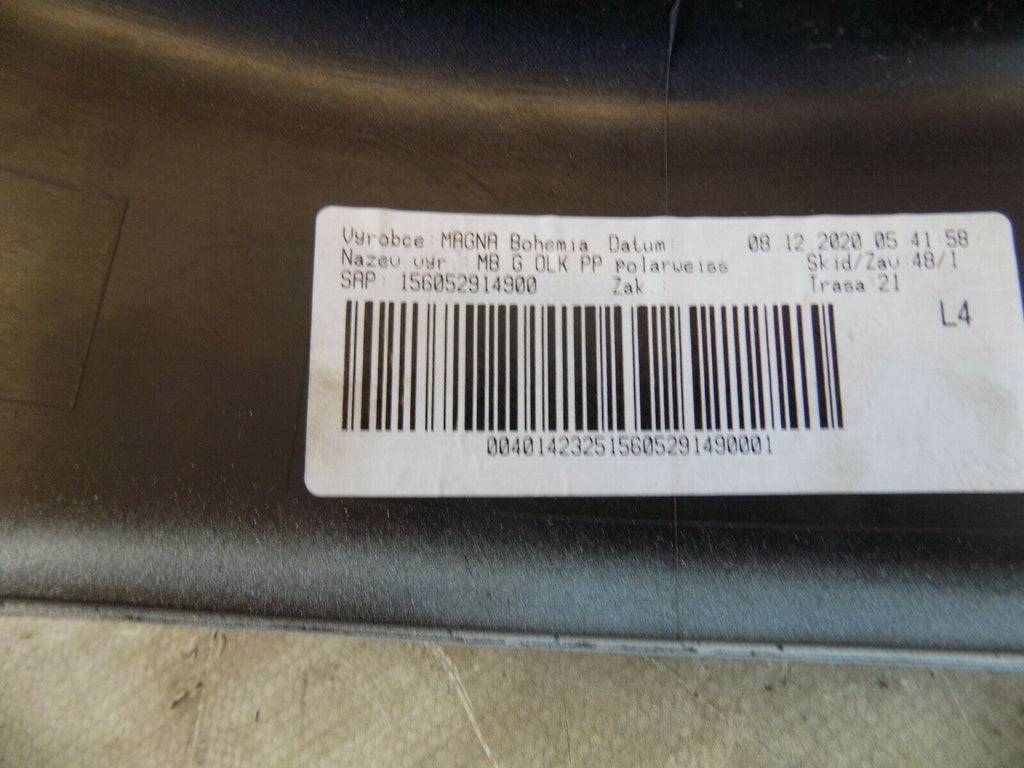 Vyrobce: MAGNA Bohemia Datum: 08.12.2020 05:41:58
Nazev vyr.: MB G OLK PP polarweiss Skid/Zav:48/1
SAP: 156052914900 Zak.: Trasa:21
L4
004014232515605291490001